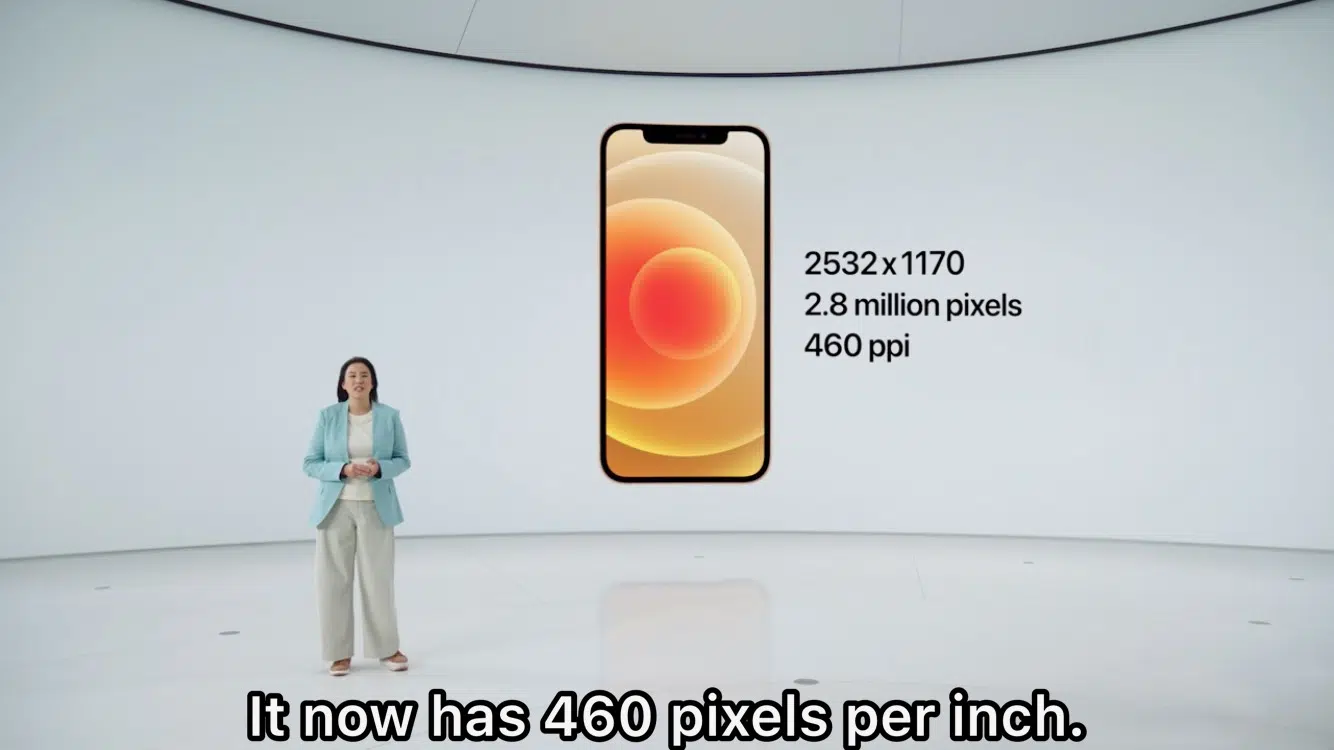 2532 x 1170
2.8 million pixels
460 ppi
It now has 460 pixels per inch.